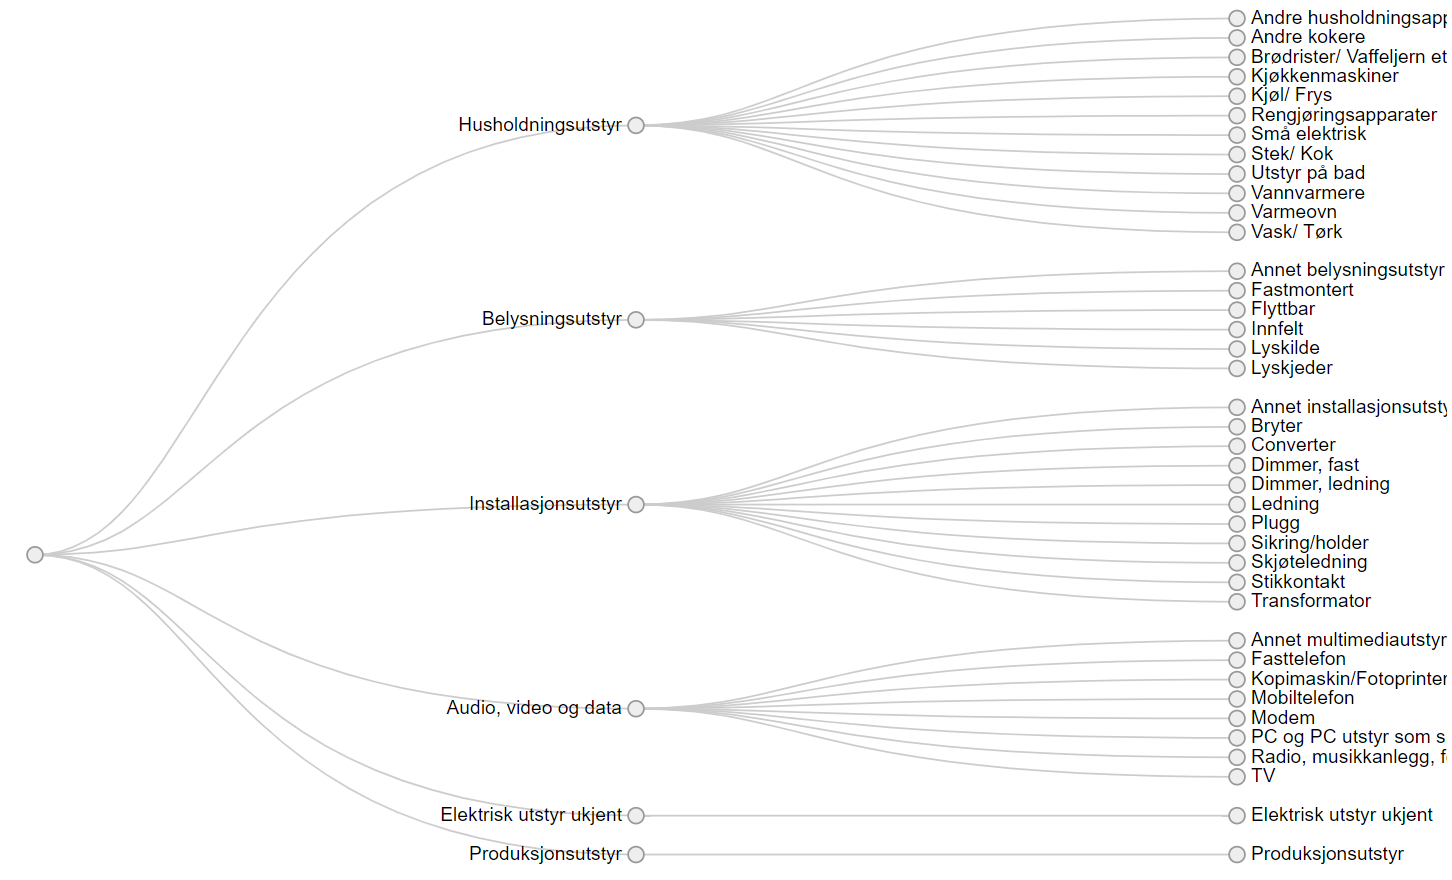 Husholdningsutstyr
Andre husholdningsapp
Andre kokere
Brødrister/ Vaffeljern et
Kjøkkenmaskiner
Kjøl/ Frys
Rengjøringsapparater
Små elektrisk
Stek/ Kok
Utstyr på bad
Vannvarmere
Varmeovn
Vask/ Tørk
Belysningsutstyr
Annet belysningsutstyr
Fastmontert
Flyttbar
Innfelt
Lyskilde
Lyskjeder
Installasjonsutstyr
Annet installasjonsutsty
Bryter
Converter
Dimmer, fast
Dimmer, ledning
Ledning
Plugg
Sikring/holder
Skjøteledning
Stikkontakt
Transformator
Audio, video og data
Annet multimediautstyr
Fasttelefon
Kopimaskin/Fotoprinter
Mobiltelefon
Modem
PC og PC utstyr som s
Radio, musikkanlegg, f
TV
Elektrisk utstyr ukjent
Elektrisk utstyr ukjent
Produksjonsutstyr
Produksjonsutstyr